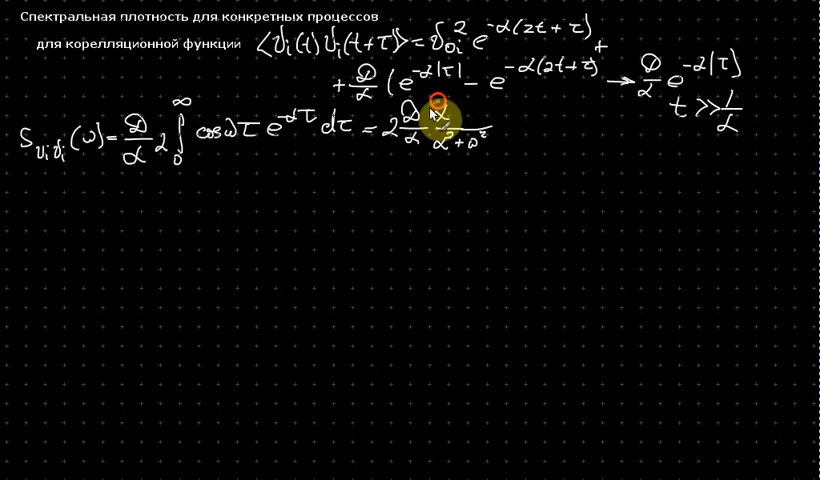 Спектральная плотность для конкретных процессов
для корелляционной функции ⟨v_i(t) v_i(t+τ)⟩ = v_{0i}^2 e^{-α(2t+τ)} +
+ D/α (e^{-α|τ|} - e^{-α(2t+τ)}) → D/α e^{-α|τ|}
t >> 1/α
S_{v_i v_i}(ω) = D/α 2 ∫_0^∞ cos ωτ e^{-ατ} dτ = 2 D/α α/(α^2+ω^2)